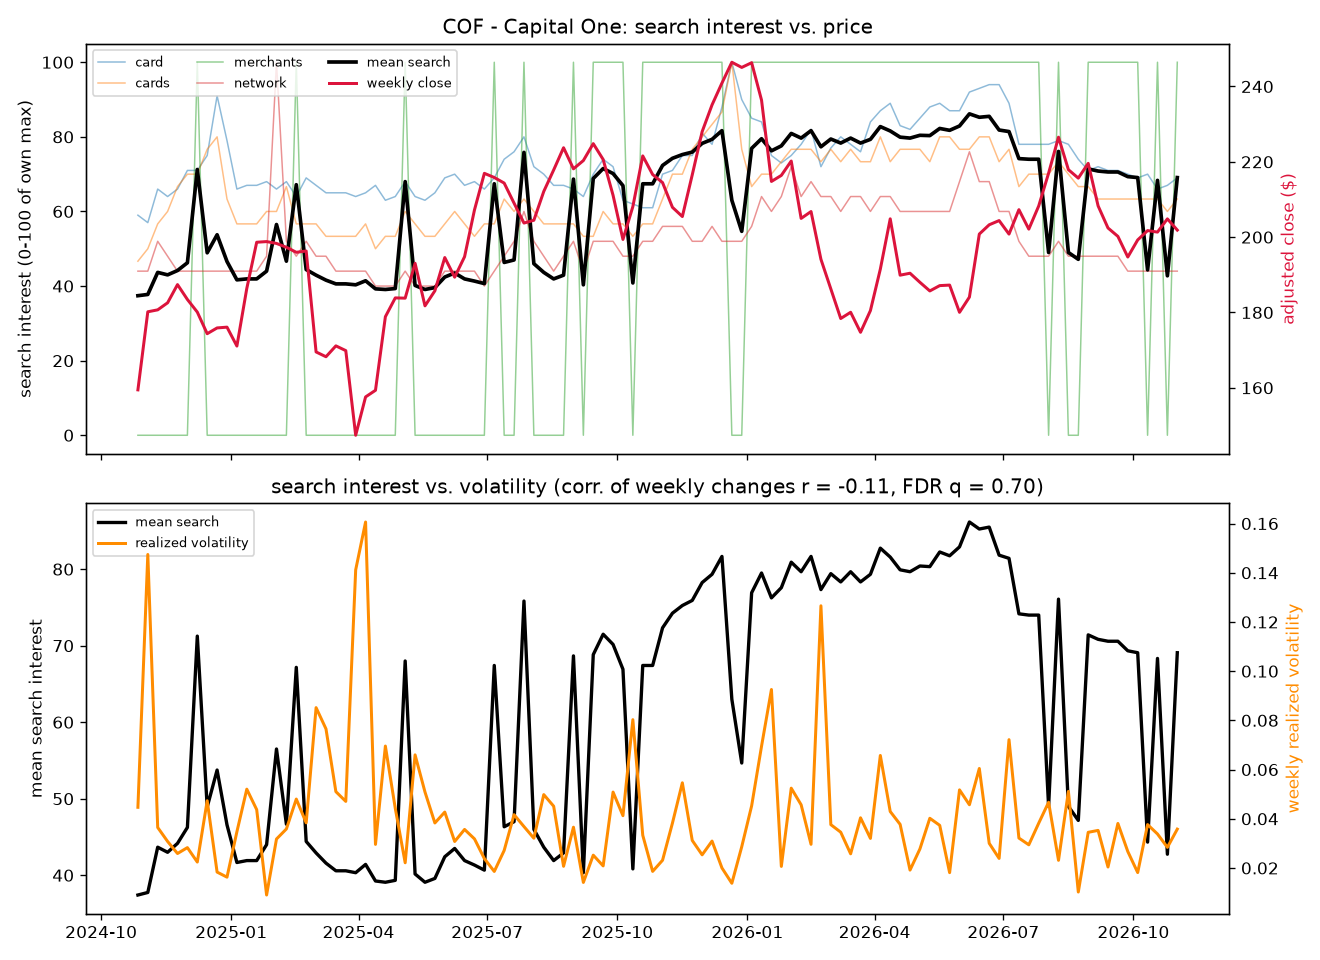 COF - Capital One: search interest vs. price
card
cards
merchants
network
mean search
weekly close
100
80
60
40
20
0
search interest (0-100 of own max)
240
220
200
180
160
adjusted close ($)
search interest vs. volatility (corr. of weekly changes r = -0.11, FDR q = 0.70)
mean search
realized volatility
80
70
60
50
40
mean search interest
0.16
0.14
0.12
0.10
0.08
0.06
0.04
0.02
weekly realized volatility
2024-10
2025-01
2025-04
2025-07
2025-10
2026-01
2026-04
2026-07
2026-10